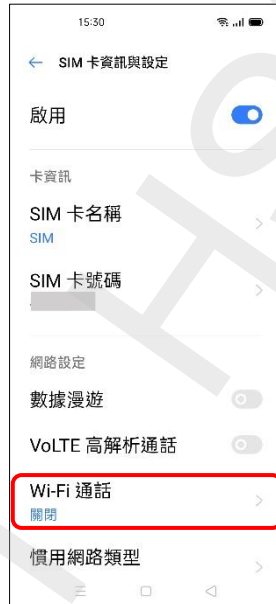 15:30
SIM 卡資訊與設定
啟用
卡資訊
SIM 卡名稱
SIM
SIM 卡號碼
網路設定
數據漫遊
VoLTE 高解析通話
Wi-Fi 通話
關閉
慣用網路類型